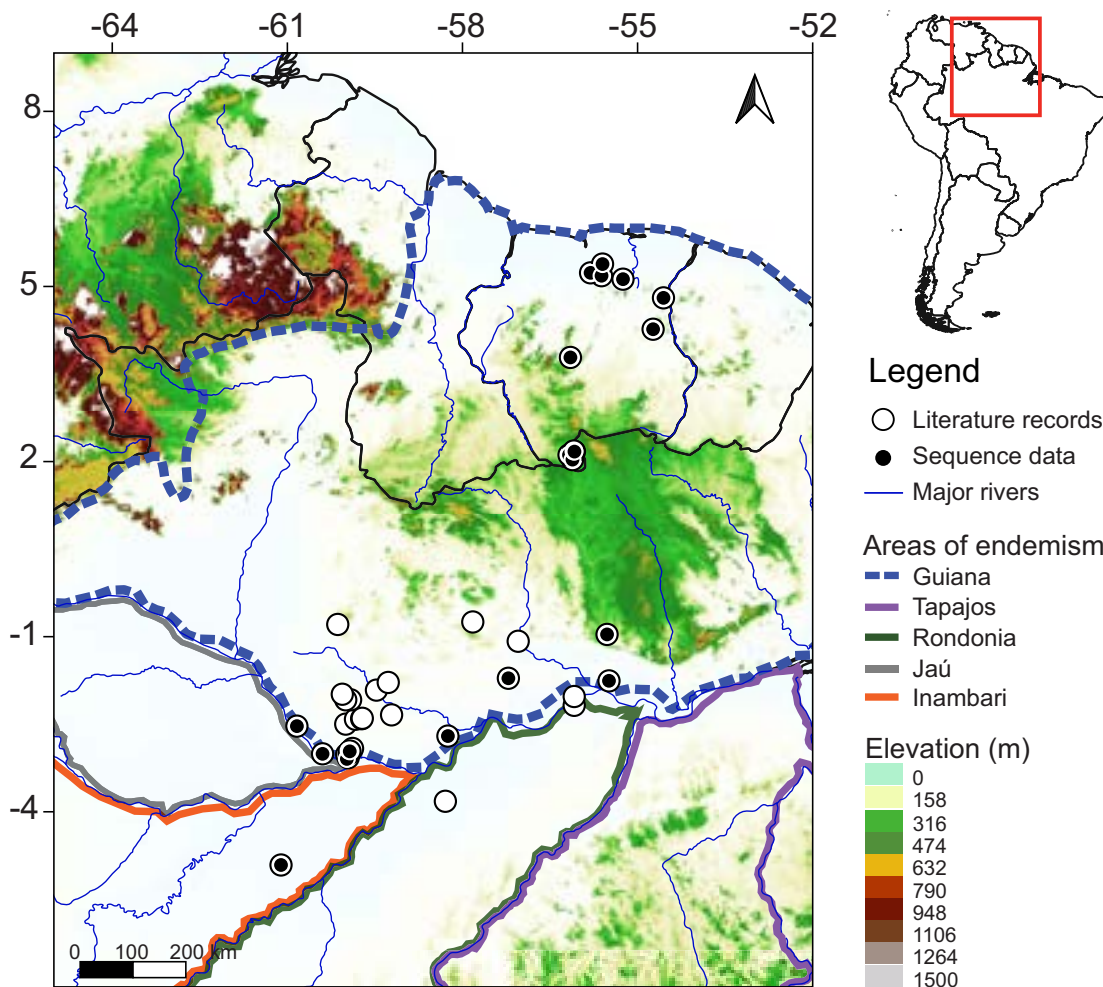 -64 -61 -58 -55 -52
8
5
2
-1
-4
0 100 200 km
Legend
Literature records
Sequence data
Major rivers
Areas of endemism
Guiana
Tapajos
Rondonia
Jaú
Inambari
Elevation (m)
0
158
316
474
632
790
948
1106
1264
1500